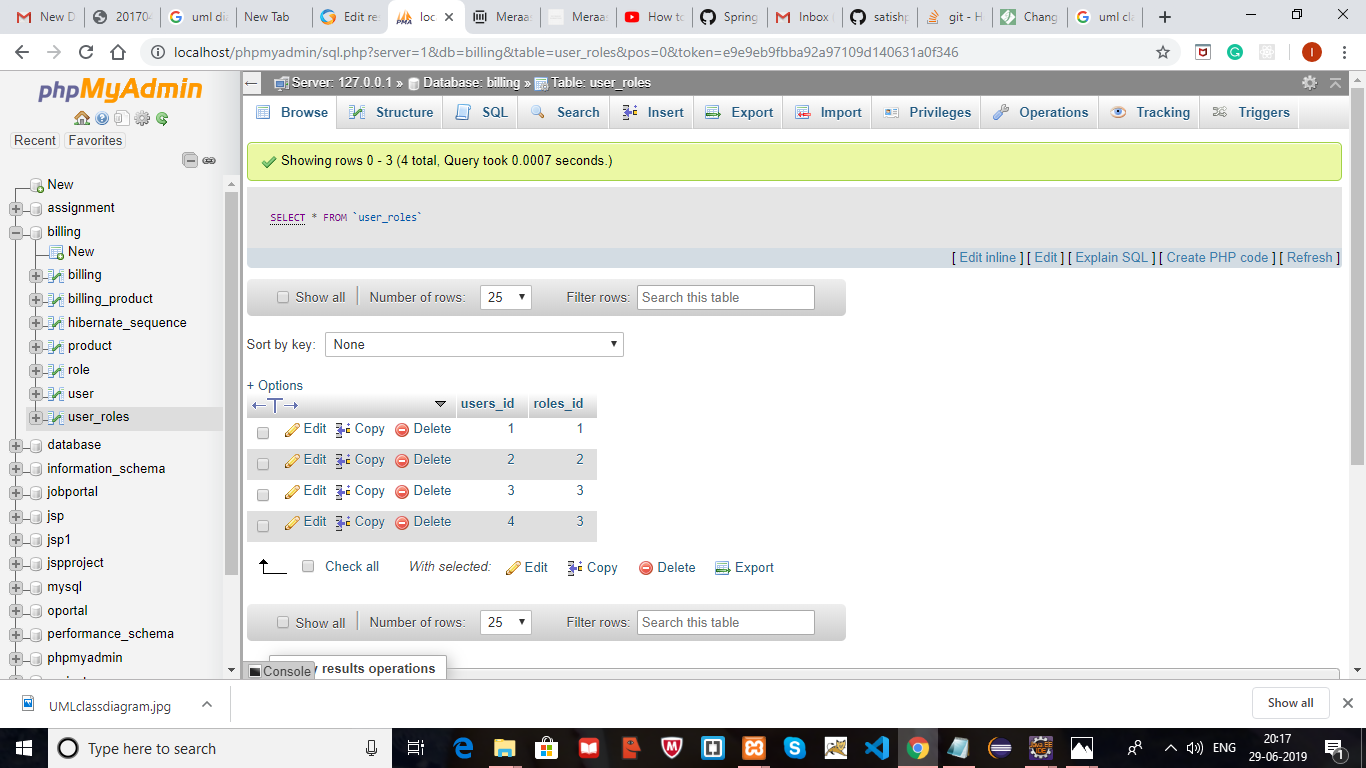 New D
20170
uml dia
New Tab
Edit res
loc
Meraa
Meraa
How to
Spring
Inbox (
satishp
git - H
Chang
uml cla
localhost/phpmyadmin/sql.php?server=1&db=billing&table=user_roles&pos=0&token=e9e9eb9fbba92a97109d140631a0f346
I
phpMyAdmin
Recent Favorites
New
assignment
billing
New
billing
billing_product
hibernate_sequence
product
role
user
user_roles
database
information_schema
jobportal
jsp
jsp1
jspproject
mysql
oportal
performance_schema
phpmyadmin
Server: 127.0.0.1 » Database: billing » Table: user_roles
Browse Structure SQL Search Insert Export Import Privileges Operations Tracking Triggers
Showing rows 0 - 3 (4 total, Query took 0.0007 seconds.)
SELECT * FROM `user_roles`
[ Edit inline ] [ Edit ] [ Explain SQL ] [ Create PHP code ] [ Refresh ]
Show all Number of rows: 25 Filter rows: Search this table
Sort by key: None
+ Options
users_id roles_id
Edit Copy Delete 1 1
Edit Copy Delete 2 2
Edit Copy Delete 3 3
Edit Copy Delete 4 3
Check all With selected: Edit Copy Delete Export
Show all Number of rows: 25 Filter rows: Search this table
Console results operations
UMLclassdiagram.jpg
Show all
Type here to search
ENG
20:17
29-06-2019
1